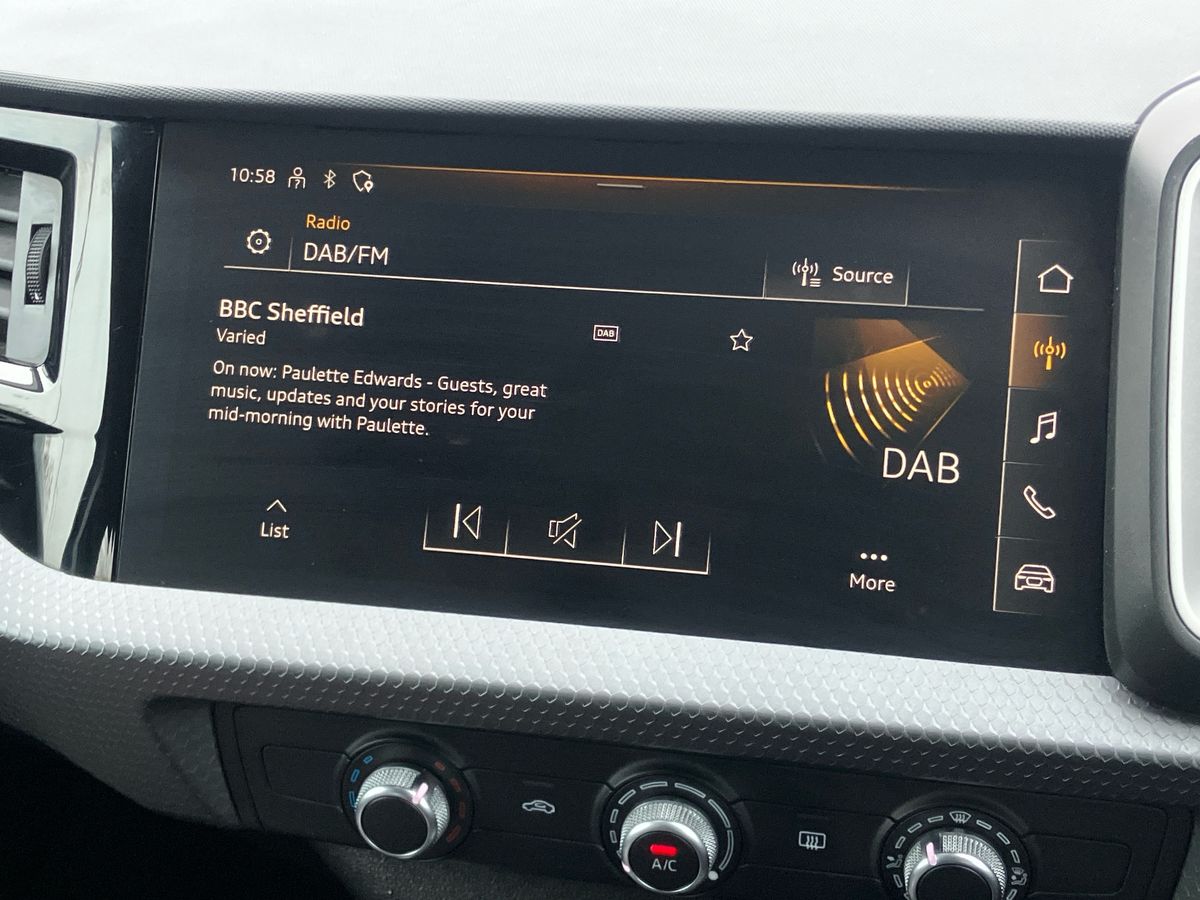 10:58
Radio
DAB/FM
Source
BBC Sheffield
DAB
Varied
On now: Paulette Edwards - Guests, great
music, updates and your stories for your
mid-morning with Paulette.
DAB
List
More
A/C